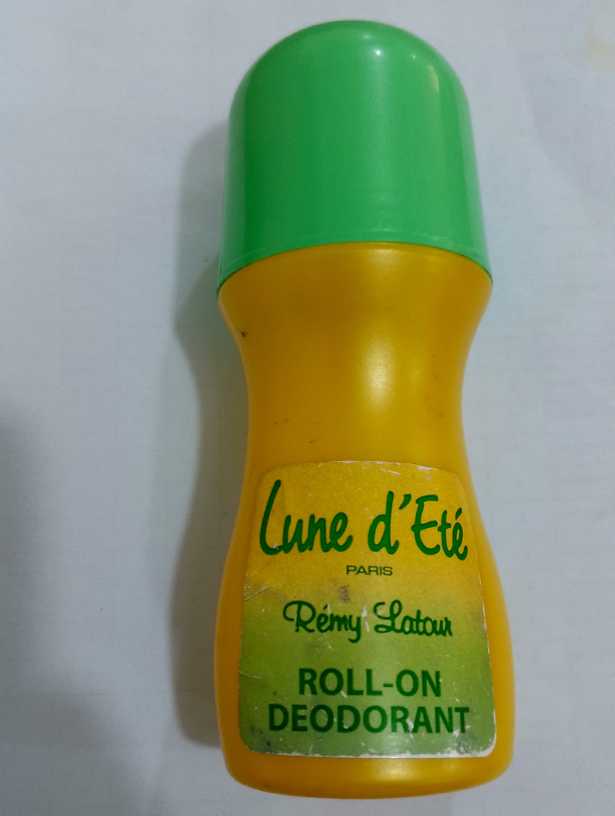 Lune d'Eté
PARIS
Rémy Latour
ROLL-ON
DEODORANT